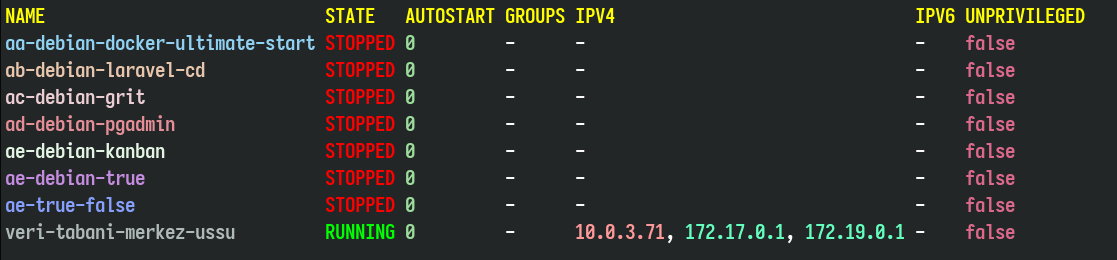 NAME STATE AUTOSTART GROUPS IPV4 IPV6 UNPRIVILEGED
aa-debian-docker-ultimate-start STOPPED 0 - - - false
ab-debian-laravel-cd STOPPED 0 - - - false
ac-debian-grit STOPPED 0 - - - false
ad-debian-pgadmin STOPPED 0 - - - false
ae-debian-kanban STOPPED 0 - - - false
ae-debian-true STOPPED 0 - - - false
ae-true-false STOPPED 0 - - - false
veri-tabani-merkez-ussu RUNNING 0 - 10.0.3.71, 172.17.0.1, 172.19.0.1 - false